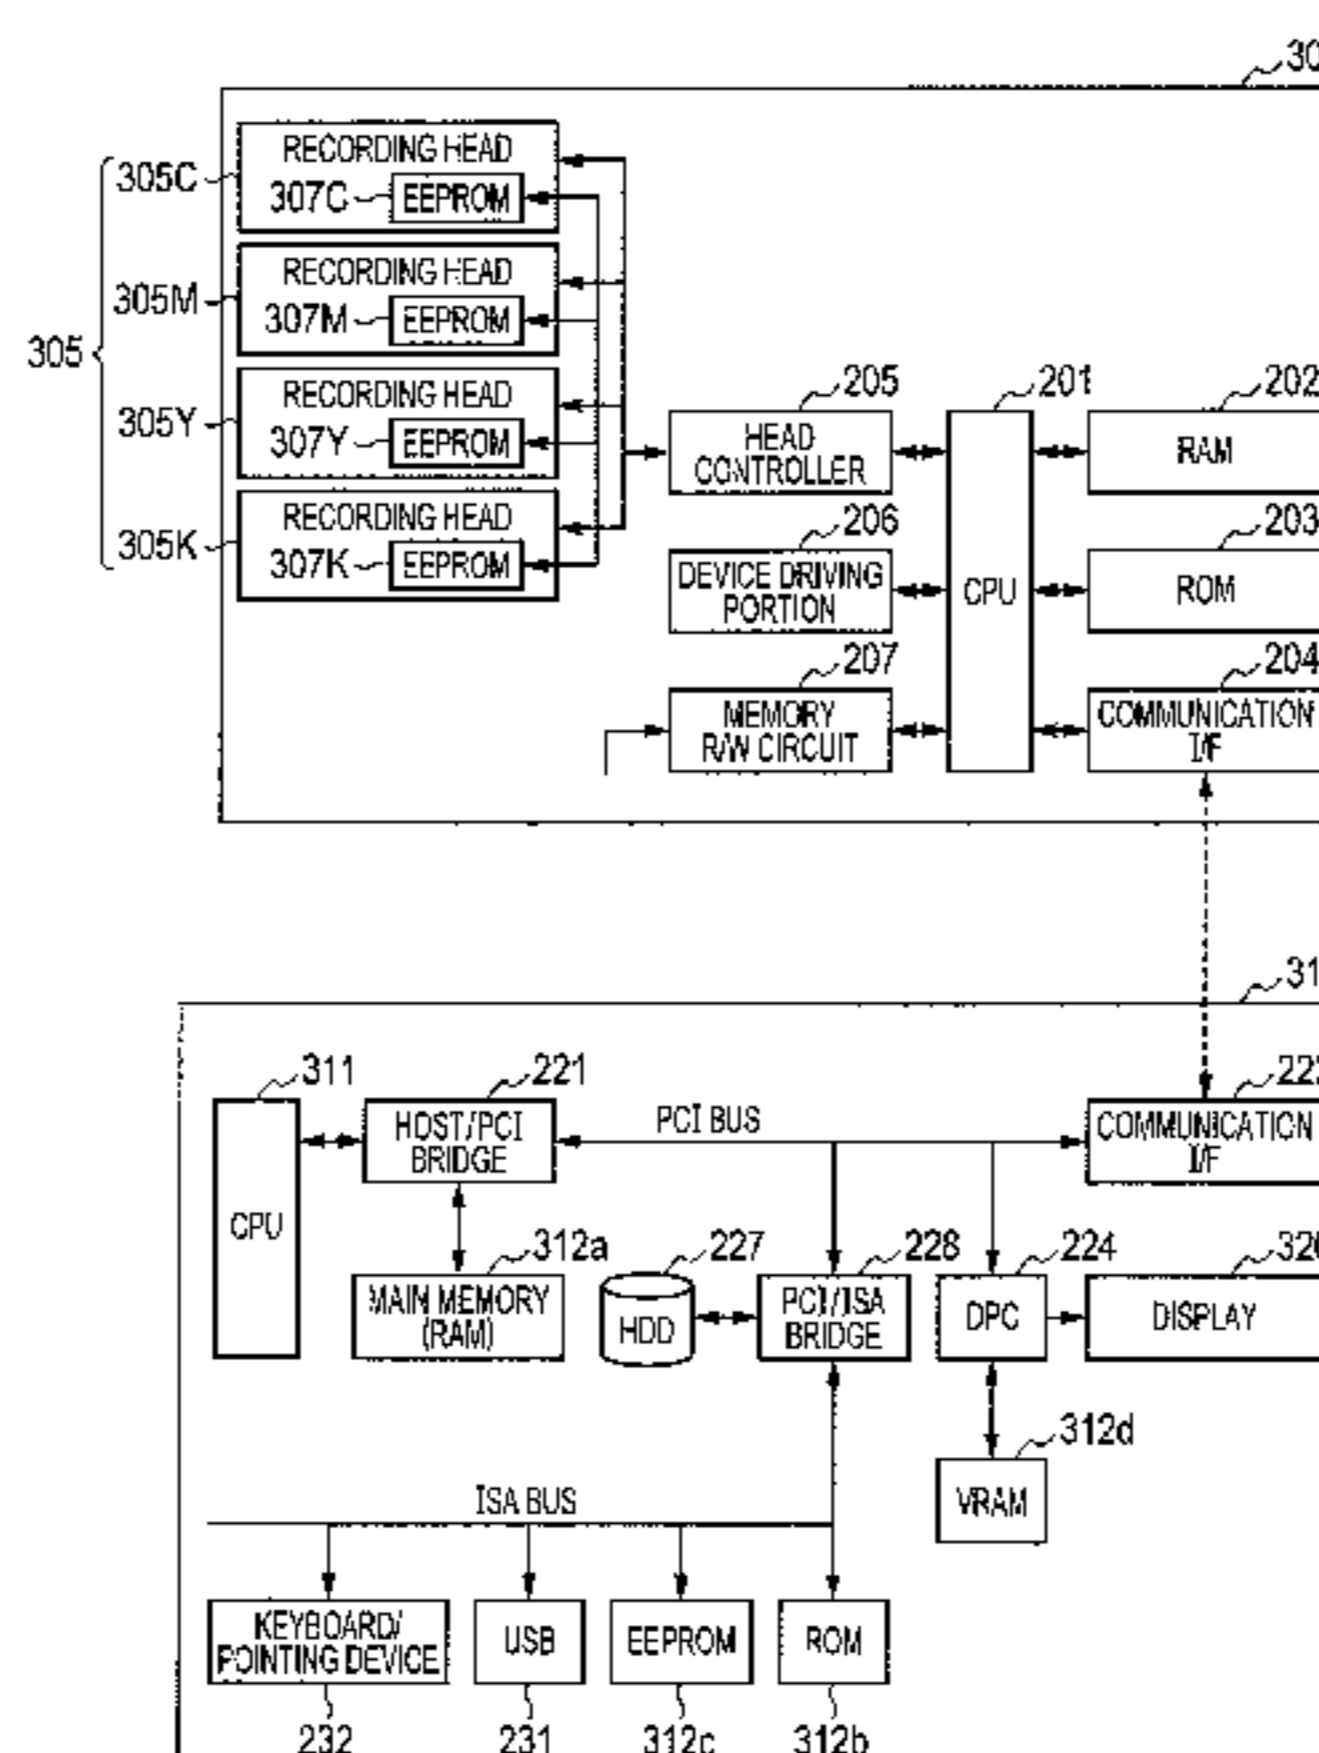 30
RECORDING HEAD
305C
307C
EEPROM
RECORDING HEAD
305M
307M
EEPROM
305
RECORDING HEAD
305Y
307Y
EEPROM
RECORDING HEAD
305K
307K
EEPROM
205
201
202
HEAD
CONTROLLER
RAM
206
203
DEVICE DRIVING
PORTION
CPU
ROM
207
204
MEMORY
R/W CIRCUIT
COMMUNICATION
I/F
31
311
221
222
CPU
HOST/PCI
BRIDGE
PCI BUS
COMMUNICATION
I/F
312a
227
228
224
320
MAIN MEMORY
(RAM)
HDD
PCI/ISA
BRIDGE
DPC
DISPLAY
312d
VRAM
ISA BUS
KEYBOARD/
POINTING DEVICE
USB
EEPROM
ROM
232
231
312c
312b